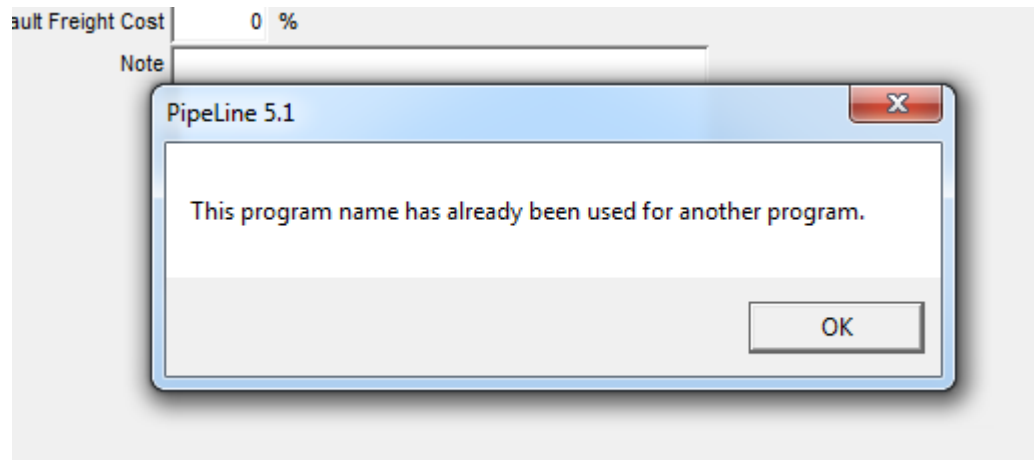 ault Freight Cost 0 %
Note
PipeLine 5.1
This program name has already been used for another program.
OK